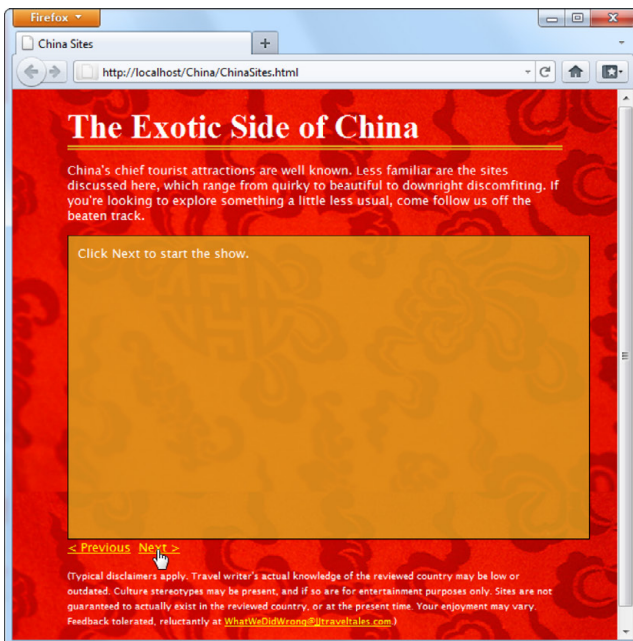 Firefox
China Sites
http://localhost/China/ChinaSites.html
The Exotic Side of China
China's chief tourist attractions are well known. Less familiar are the sites
discussed here, which range from quirky to beautiful to downright discomfiting. If
you're looking to explore something a little less usual, come follow us off the
beaten track.
Click Next to start the show.
< Previous Next >
(Typical disclaimers apply. Travel writer's actual knowledge of the reviewed country may be low or
outdated. Culture stereotypes may be present, and if so are for entertainment purposes only. Sites are not
guaranteed to actually exist in the reviewed country, or at the present time. Your enjoyment may vary.
Feedback tolerated, reluctantly at WhatWeDidWrong@JJtraveltales.com.)